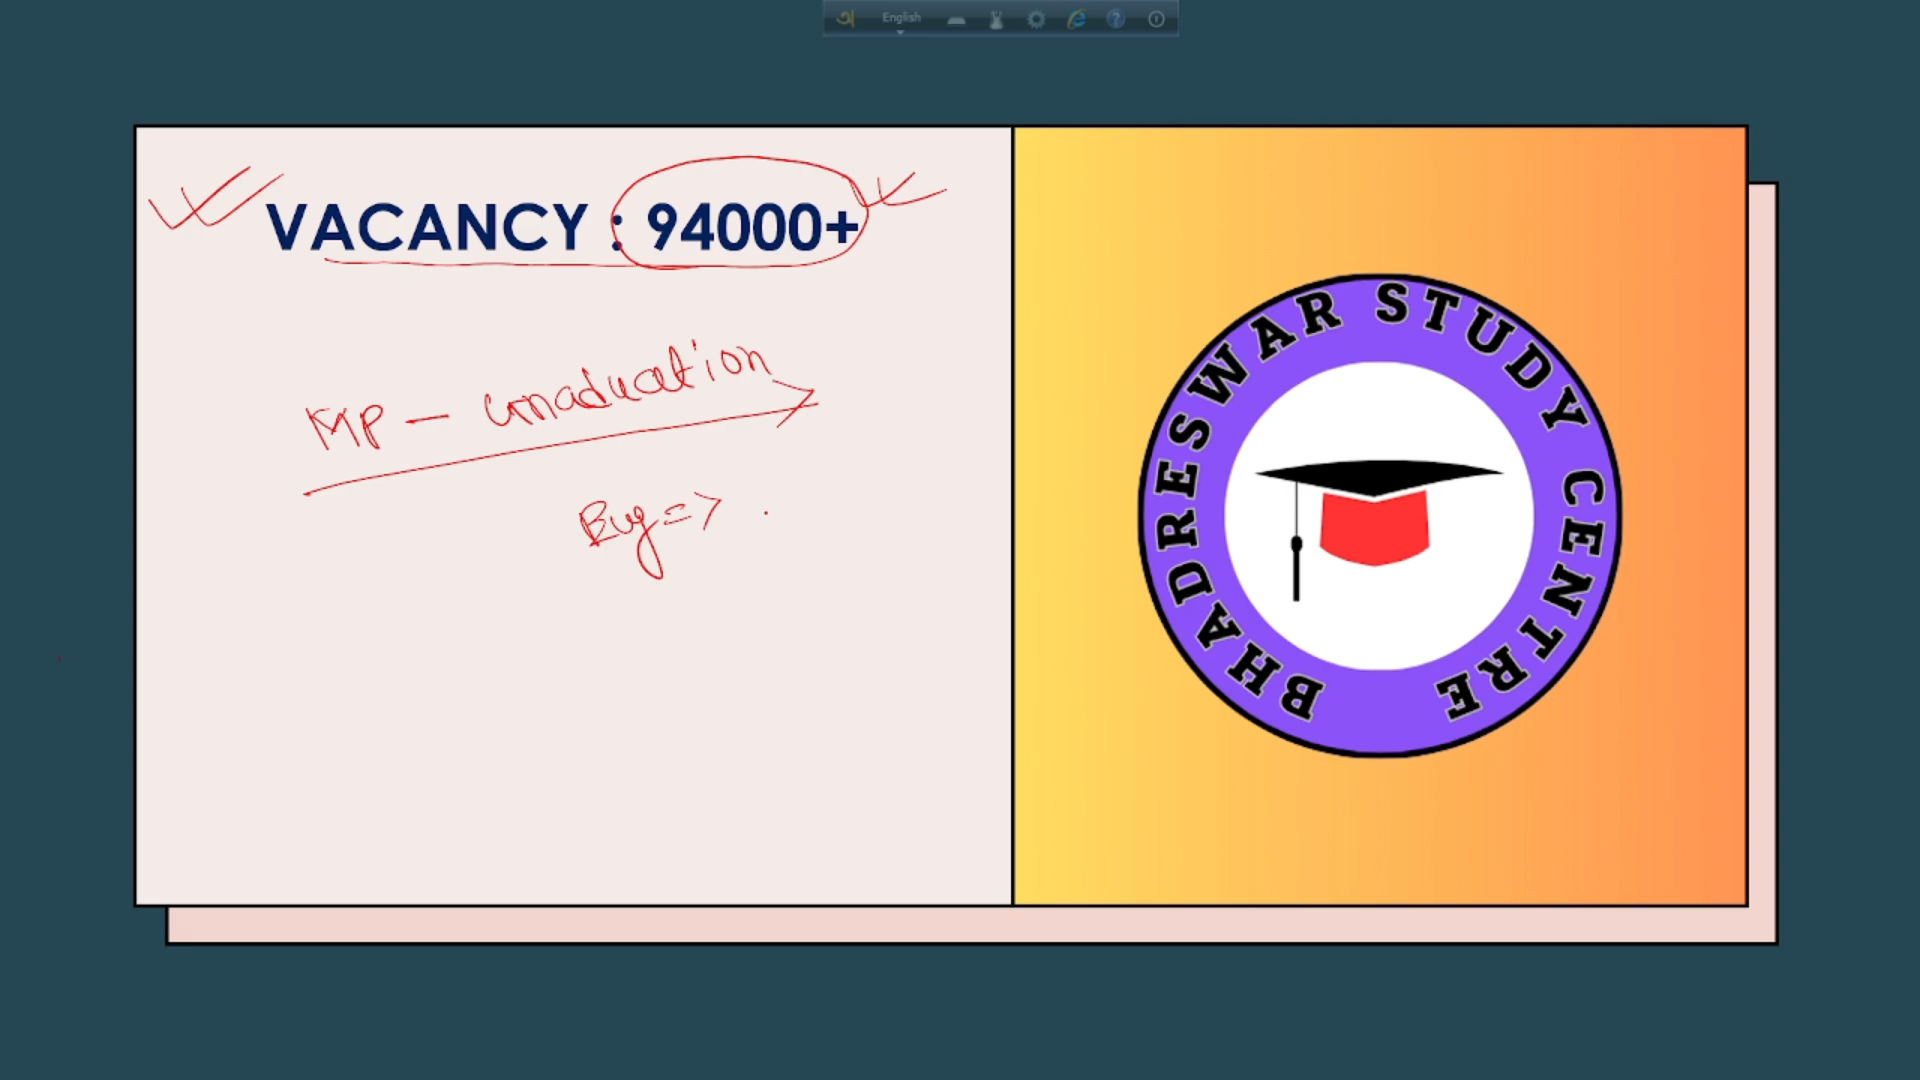 English
VACANCY : 94000+
MP - Graduation
BHADRESWAR STUDY CENTRE